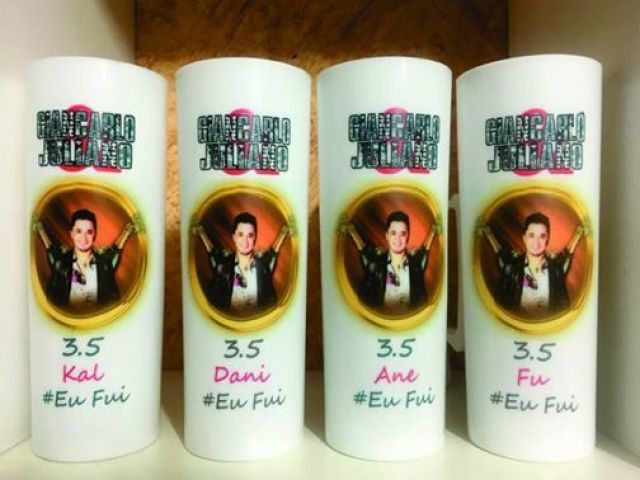 GIANCARLO
&
JULIANO
3.5
Kal
#Eu Fui
GIANCARLO
&
JULIANO
3.5
Dani
#Eu Fui
GIANCARLO
&
JULIANO
3.5
Ane
#Eu Fui
GIANCARLO
&
JULIANO
3.5
Fu
#Eu Fui